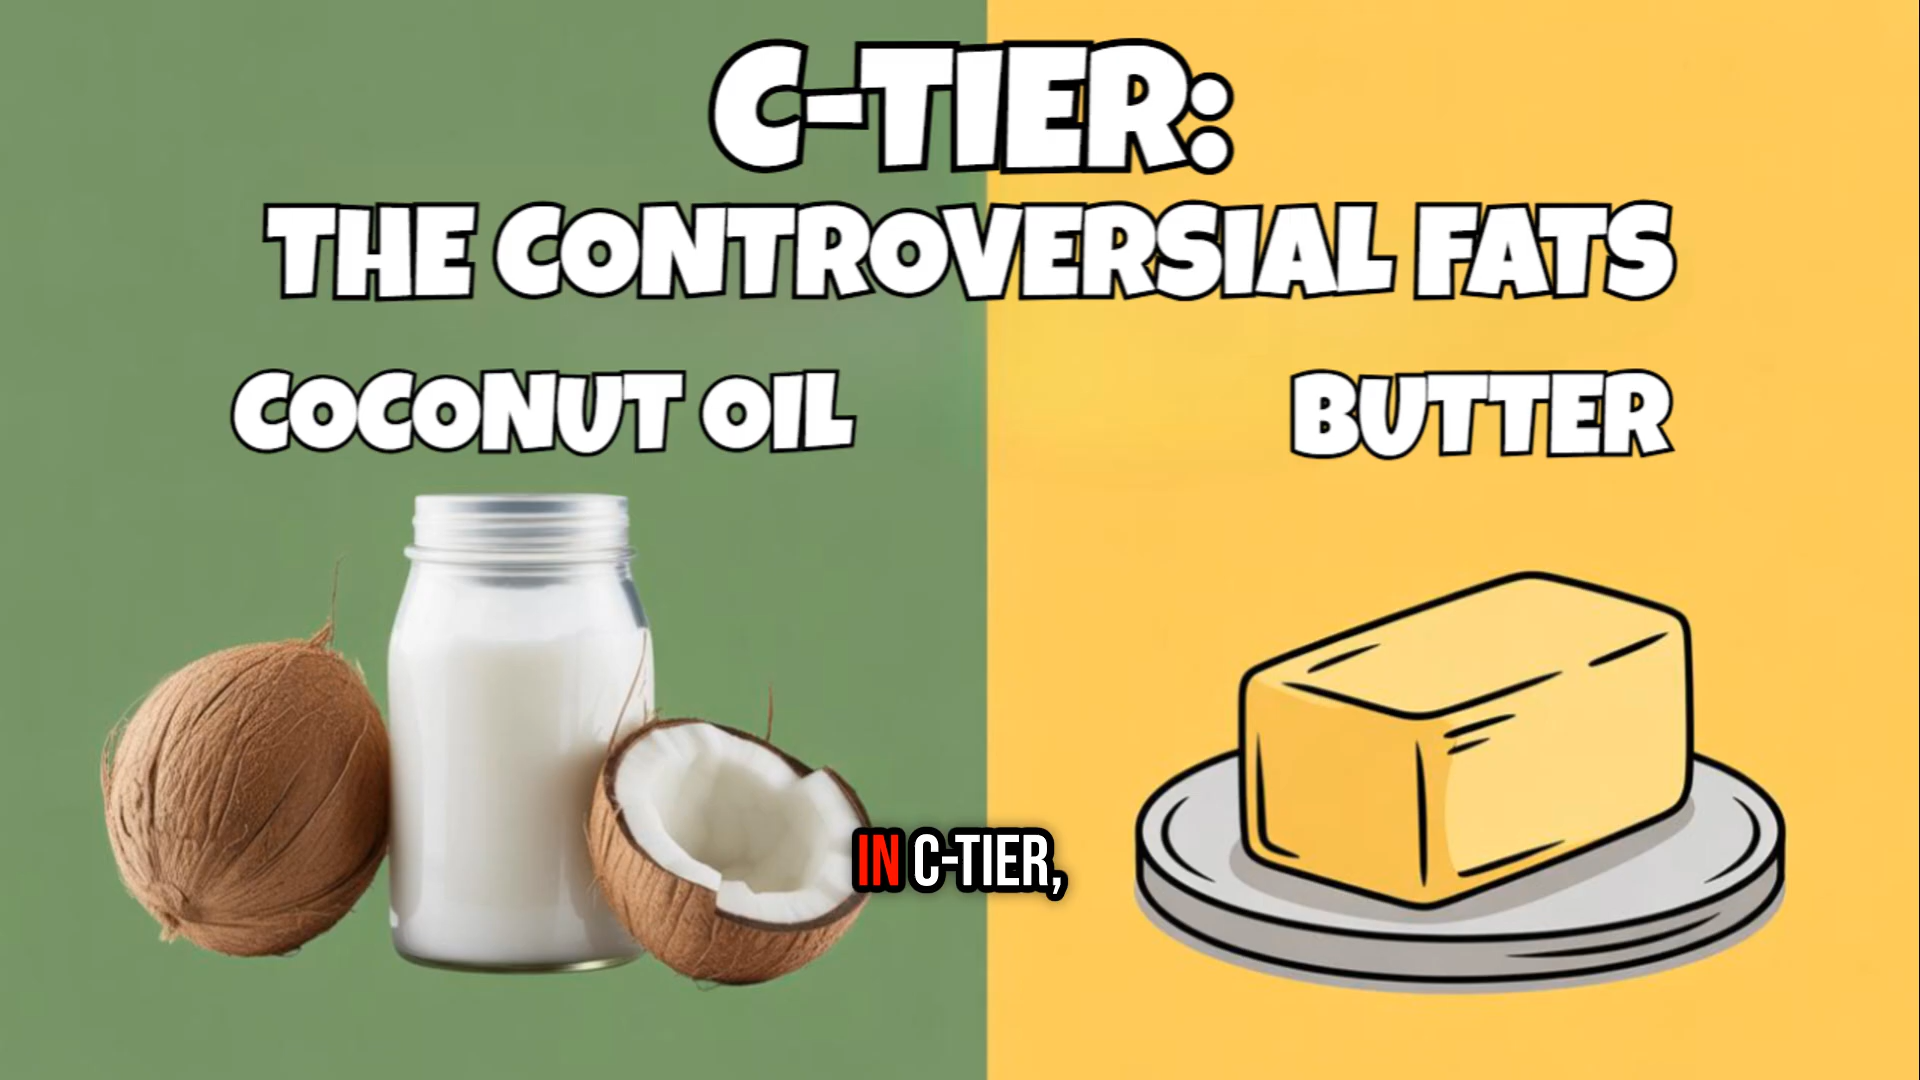 C-TIER:
THE CONTROVERSIAL FATS
COCONUT OIL
BUTTER
IN C-TIER,